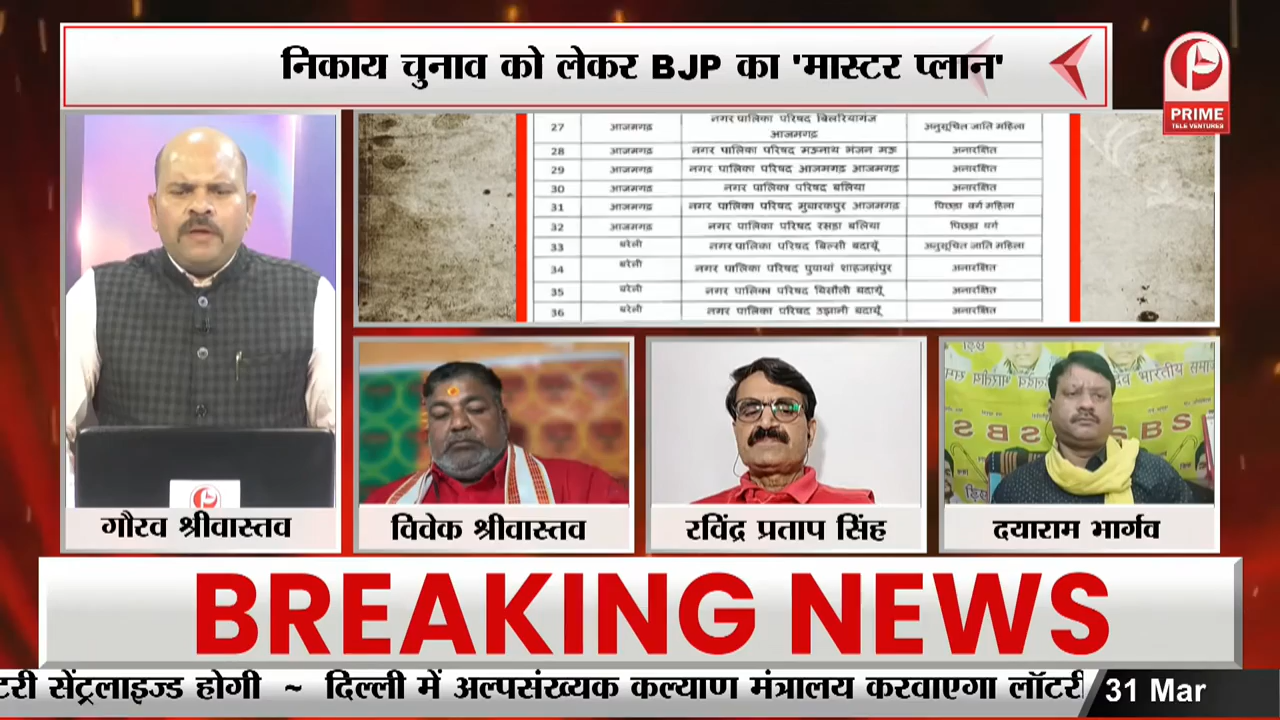 निकाय चुनाव को लेकर BJP का 'मास्टर प्लान'
PRIME
TELE VENTURES
27 आजमगढ़ नगर पालिका परिषद बिलरियागंज आजमगढ़ अनुसूचित जाति महिला
28 आजमगढ़ नगर पालिका परिषद मऊनाथ भंजन मऊ अनारक्षित
29 आजमगढ़ नगर पालिका परिषद आजमगढ़ आजमगढ़ अनारक्षित
30 आजमगढ़ नगर पालिका परिषद बलिया अनारक्षित
31 आजमगढ़ नगर पालिका परिषद मुबारकपुर आजमगढ़ पिछड़ा वर्ग महिला
32 आजमगढ़ नगर पालिका परिषद रसड़ा बलिया पिछड़ा वर्ग
33 बरेली नगर पालिका परिषद बिल्सी बदायूँ अनुसूचित जाति महिला
34 बरेली नगर पालिका परिषद पुवायां शाहजहांपुर अनारक्षित
35 बरेली नगर पालिका परिषद बिसौली बदायूँ अनारक्षित
36 बरेली नगर पालिका परिषद उझानी बदायूँ अनारक्षित
भारतीय समाज
SBS
BS
गौरव श्रीवास्तव
विवेक श्रीवास्तव
रविंद्र प्रताप सिंह
दयाराम भार्गव
BREAKING NEWS
टरी सेंट्रलाइज्ड होगी ~ दिल्ली में अल्पसंख्यक कल्याण मंत्रालय करवाएगा लॉटरी
31 Mar